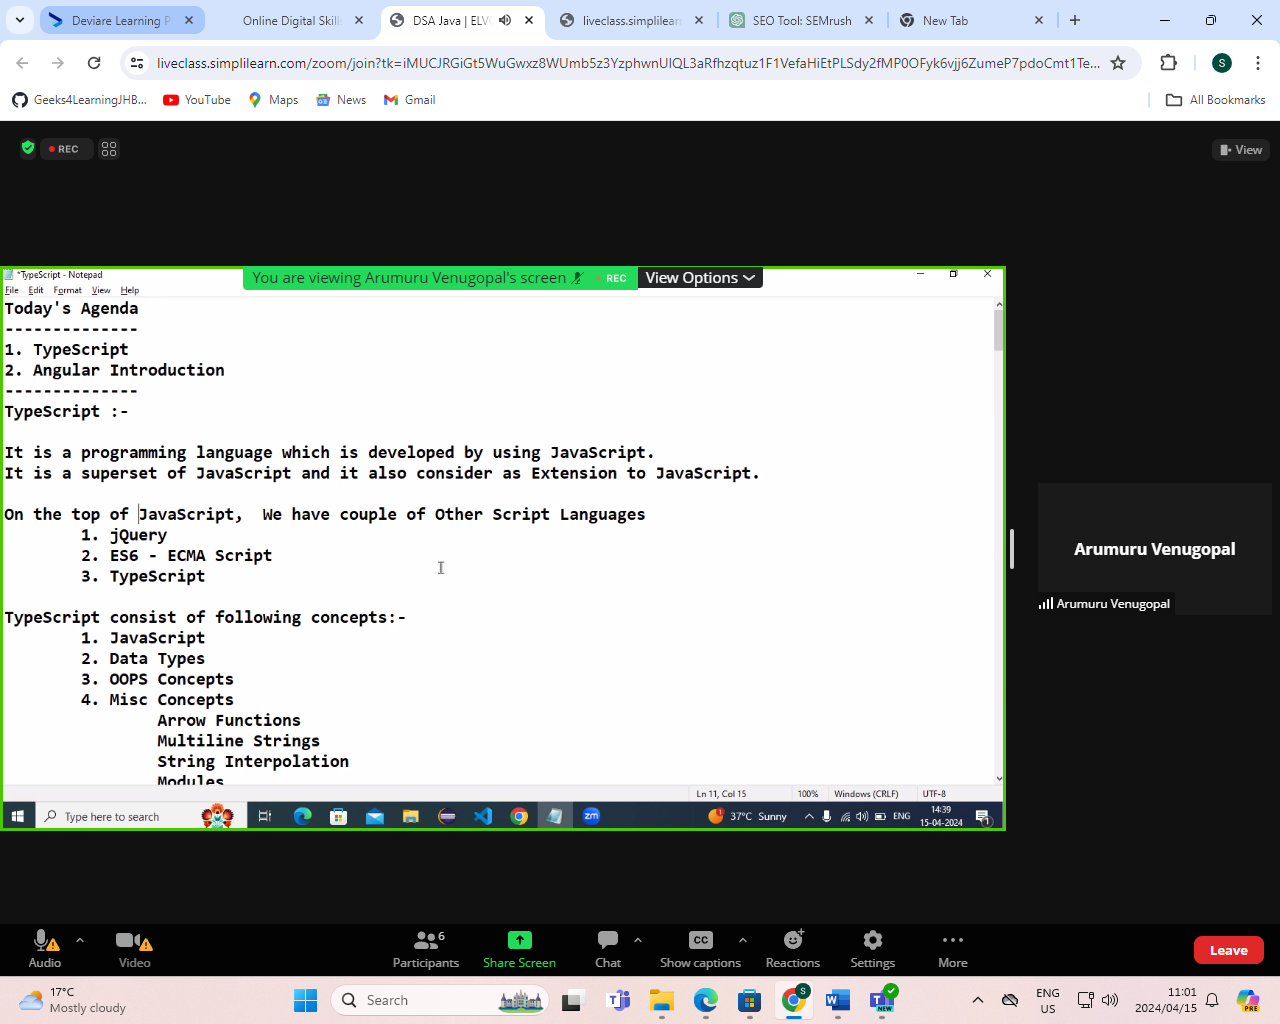 Deviare Learning P
Online Digital Skill
DSA Java | ELV
liveclass.simplilearn
SEO Tool: SEMrush
New Tab
liveclass.simplilearn.com/zoom/join?tk=iMUCJRGiGt5WuGwxz8WUmb5z3YzphwnUIQL3aRfhzqtuz1F1VefaHiEtPLSdy2fMP0OFyk6vjj6ZumeP7pdoCmt1Te...
S
Geeks4LearningJHB...
YouTube
Maps
News
Gmail
All Bookmarks
REC
View
*TypeScript - Notepad
You are viewing Arumuru Venugopal's screen
REC
View Options
File Edit Format View Help
Today's Agenda
--------------
1. TypeScript
2. Angular Introduction
--------------
TypeScript :-
It is a programming language which is developed by using JavaScript.
It is a superset of JavaScript and it also consider as Extension to JavaScript.
On the top of JavaScript,  We have couple of Other Script Languages
1. jQuery
2. ES6 - ECMA Script
3. TypeScript
TypeScript consist of following concepts:-
1. JavaScript
2. Data Types
3. OOPS Concepts
4. Misc Concepts
Arrow Functions
Multiline Strings
String Interpolation
Modules
Arumuru Venugopal
Arumuru Venugopal
Ln 11, Col 15
100%
Windows (CRLF)
UTF-8
Type here to search
zm
37°C Sunny
ENG
14:39
15-04-2024
1
Audio
Video
6
Participants
Share Screen
Chat
CC
Show captions
Reactions
Settings
More
Leave
17°C
Mostly cloudy
Search
S
NEW
ENG
US
11:01
2024/04/15
PRE